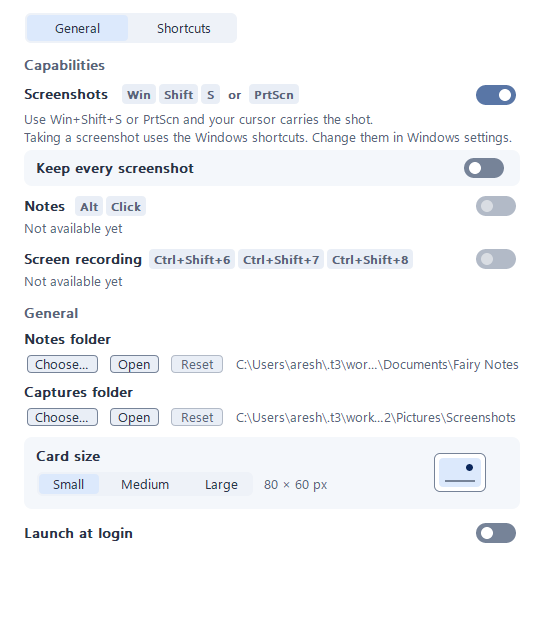 General Shortcuts
Capabilities
Screenshots Win Shift S or PrtScn
Use Win+Shift+S or PrtScn and your cursor carries the shot.
Taking a screenshot uses the Windows shortcuts. Change them in Windows settings.
Keep every screenshot
Notes Alt Click
Not available yet
Screen recording Ctrl+Shift+6 Ctrl+Shift+7 Ctrl+Shift+8
Not available yet
General
Notes folder
Choose... Open Reset C:\Users\aresh\.t3\wor...\Documents\Fairy Notes
Captures folder
Choose... Open Reset C:\Users\aresh\.t3\work...2\Pictures\Screenshots
Card size
Small Medium Large 80 × 60 px
Launch at login